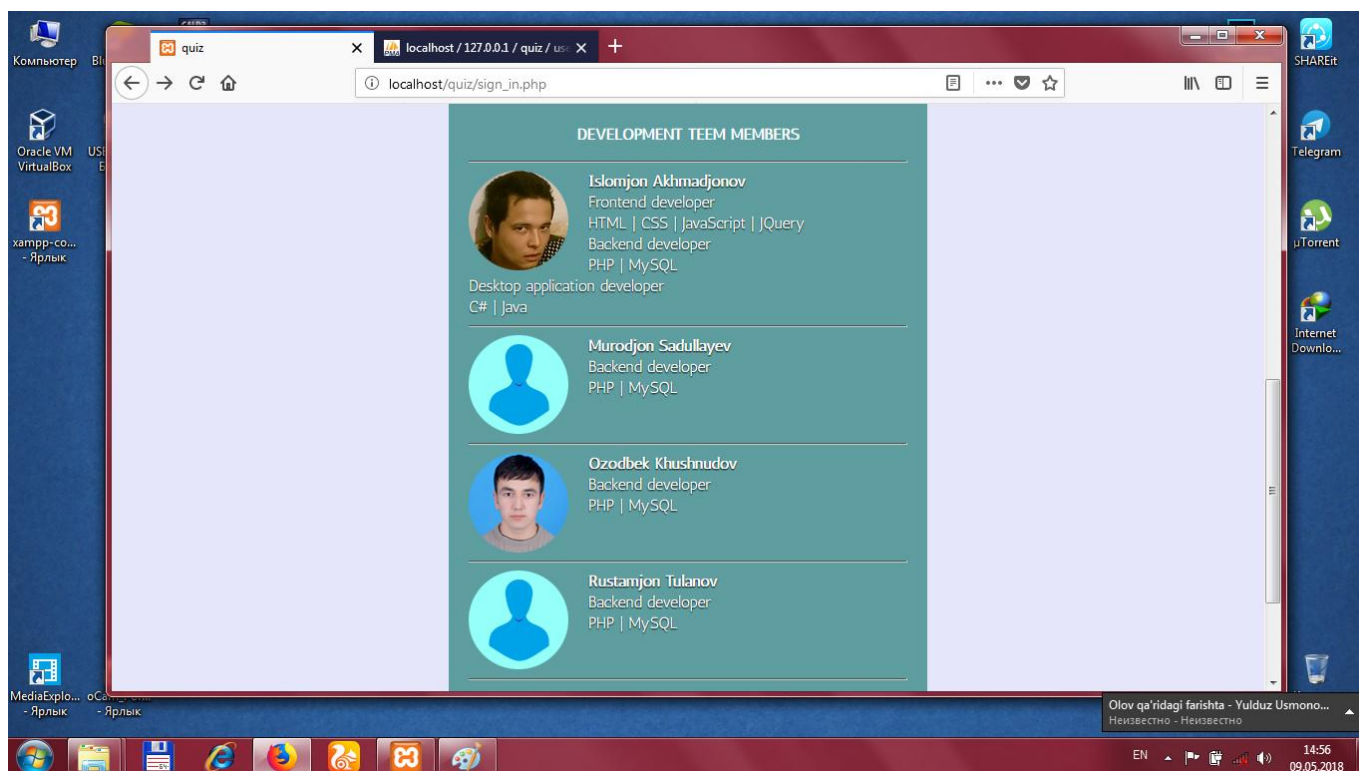 Компьютер
SHAREit
quiz
localhost / 127.0.0.1 / quiz / use
localhost/quiz/sign_in.php
Oracle VM
VirtualBox
Telegram
xampp-co...
- Ярлык
µTorrent
Internet
Downlo...
DEVELOPMENT TEEM MEMBERS
Islomjon Akhmadjonov
Frontend developer
HTML | CSS | JavaScript | JQuery
Backend developer
PHP | MySQL
Desktop application developer
C# | Java
Murodjon Sadullayev
Backend developer
PHP | MySQL
Ozodbek Khushnudov
Backend developer
PHP | MySQL
Rustamjon Tulanov
Backend developer
PHP | MySQL
MediaExplo...
- Ярлык
- Ярлык
Olov qa'ridagi farishta - Yulduz Usmono...
Неизвестно - Неизвестно
EN
14:56
09.05.2018